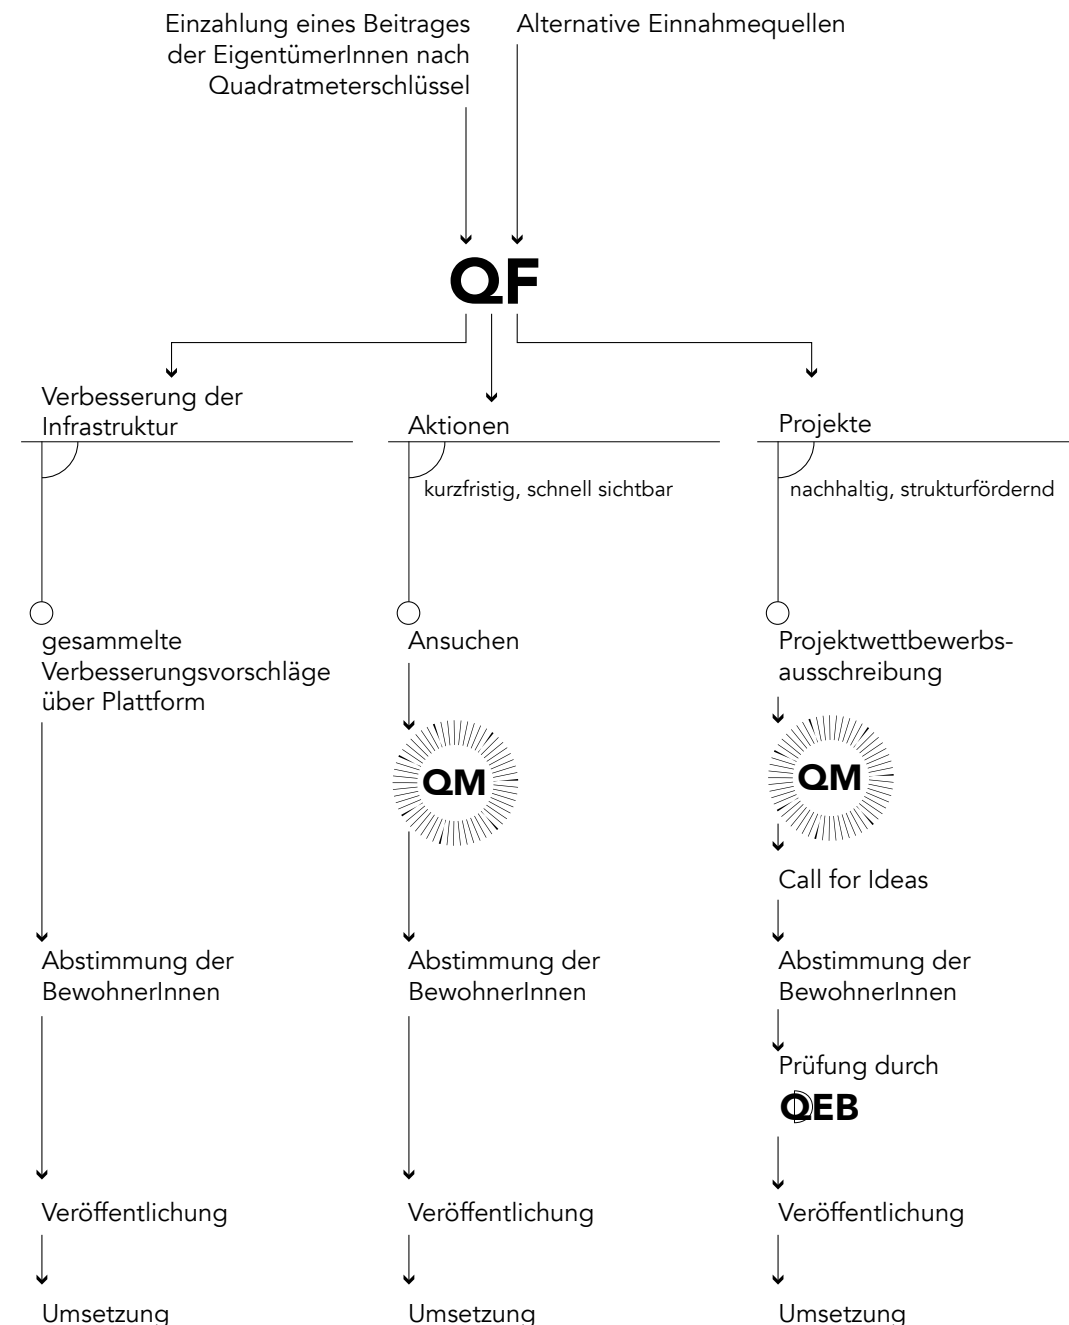 Einzahlung eines Beitrages
der EigentümerInnen nach
Quadratmeterschlüssel
Alternative Einnahmequellen
QF
Verbesserung der
Infrastruktur
gesammelte
Verbesserungsvorschläge
über Plattform
Abstimmung der
BewohnerInnen
Veröffentlichung
Umsetzung
Aktionen
kurzfristig, schnell sichtbar
Ansuchen
QM
Abstimmung der
BewohnerInnen
Veröffentlichung
Umsetzung
Projekte
nachhaltig, strukturfördernd
Projektwettbewerbs-
ausschreibung
QM
Call for Ideas
Abstimmung der
BewohnerInnen
Prüfung durch
QEB
Veröffentlichung
Umsetzung